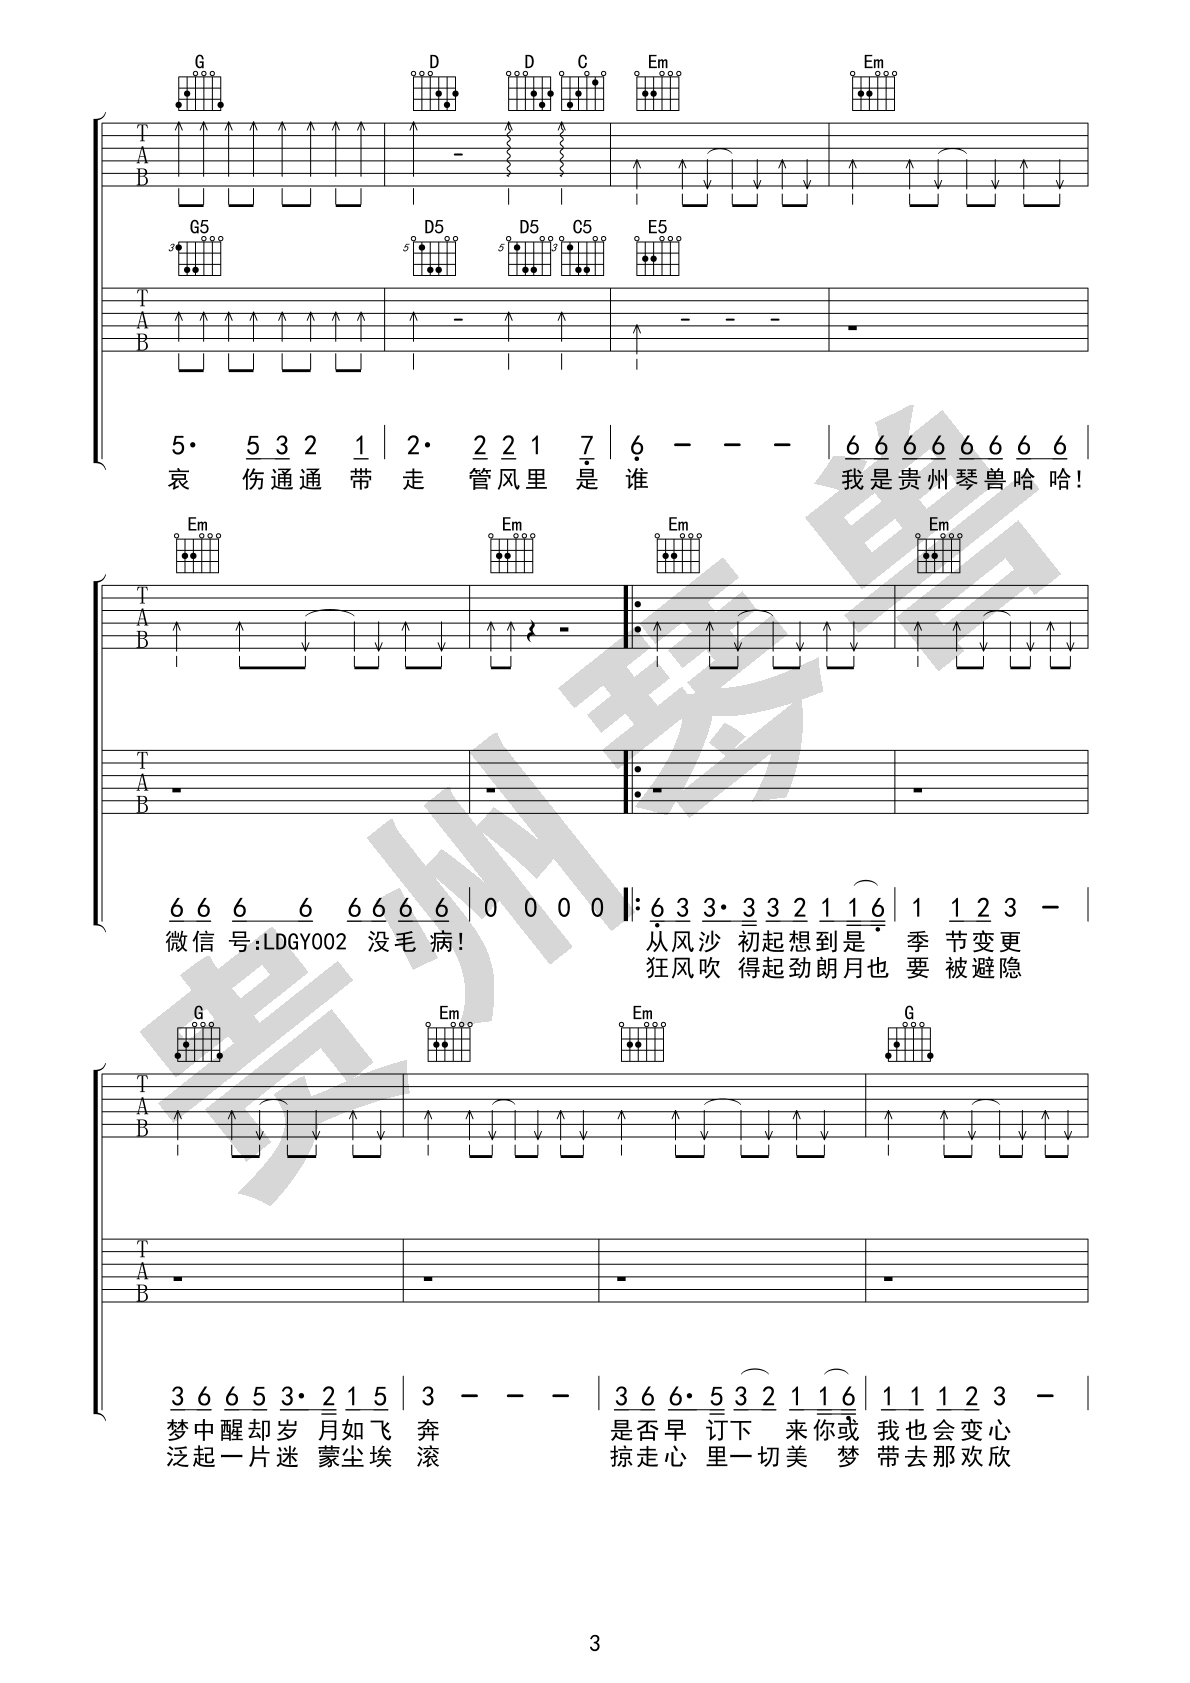 G D D C Em Em
T A B
G5 D5 D5 C5 E5
3 5 5 3
T A B
5· 5 3 2 1 | 2· 2 2 1 7 | 6 – – – | 6 6 6 6 6 6 6 6 |
哀 伤通通 带 走 管风里 是 谁 我是贵州琴兽哈 哈!
Em Em Em Em
T A B
T A B
6 6 6 6 6 6 6 6 | 0 0 0 0 |: 6 3 3· 3 3 2 1 1 6 | 1 1 2 3 – |
微信 号:LDGY002 没毛 病! 从风沙 初起想到是 季 节变更
狂风吹 得起劲朗月也 要 被避隐
G Em Em G
T A B
T A B
3 6 6 5 3· 2 1 5 | 3 – – – | 3 6 6· 5 3 2 1 1 6 | 1 1 1 2 3 – |
梦中醒却岁 月如飞 奔 是否早 订下 来你或 我也会变心
泛起一片迷 蒙尘埃 滚 掠走心 里一切美 梦 带去那欢欣
3
贵州琴兽